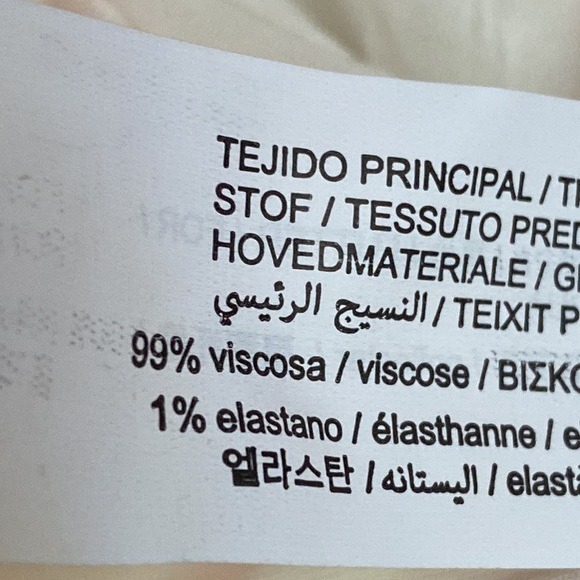 TEJIDO PRINCIPAL /
STOF / TESSUTO
HOVEDMATERIALE /
النسيج الرئيسي / TEIXIT
99% viscosa / viscose /
1% elastano / élasthanne /
엘라스탄 / اليستانه /